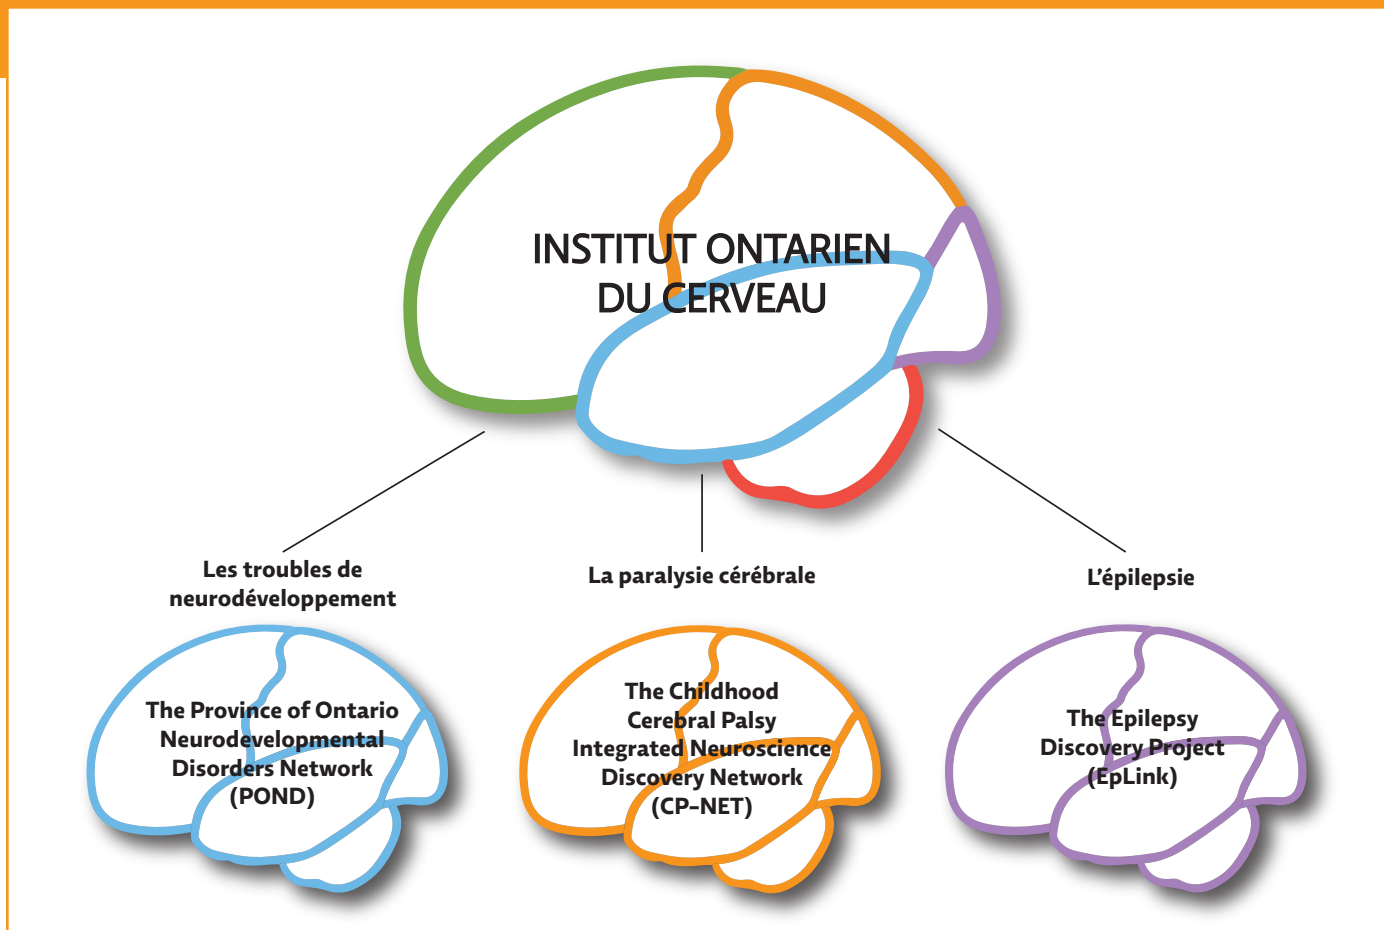 INSTITUT ONTARIEN
DU CERVEAU
Les troubles de
neurodéveloppement
La paralysie cérébrale
L'épilepsie
The Province of Ontario
Neurodevelopmental
Disorders Network
(POND)
The Childhood
Cerebral Palsy
Integrated Neuroscience
Discovery Network
(CP-NET)
The Epilepsy
Discovery Project
(EpLink)